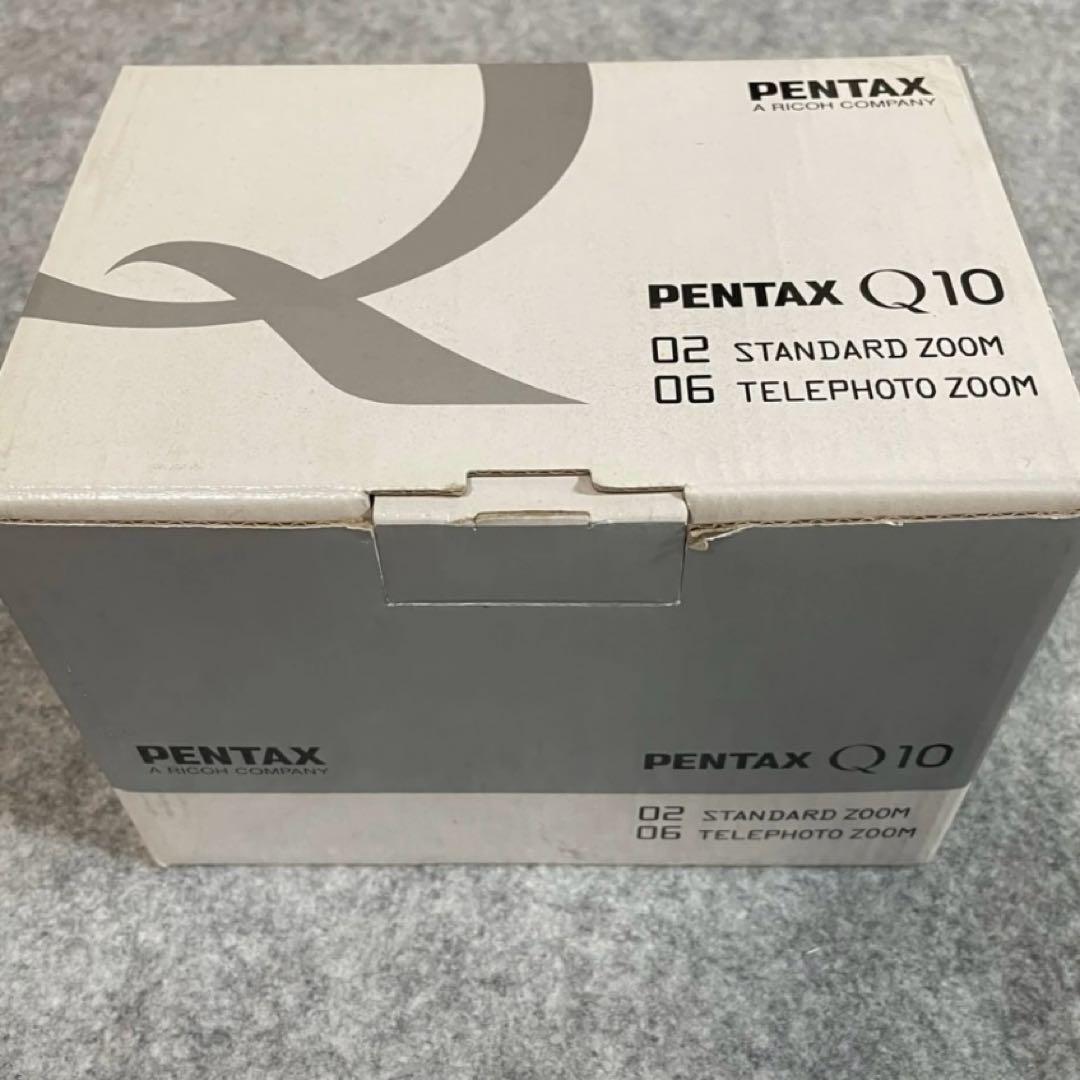 PENTAX
A RICOH COMPANY
PENTAX Q10
02 STANDARD ZOOM
06 TELEPHOTO ZOOM
PENTAX
A RICOH COMPANY
PENTAX Q10
02 STANDARD ZOOM
06 TELEPHOTO ZOOM